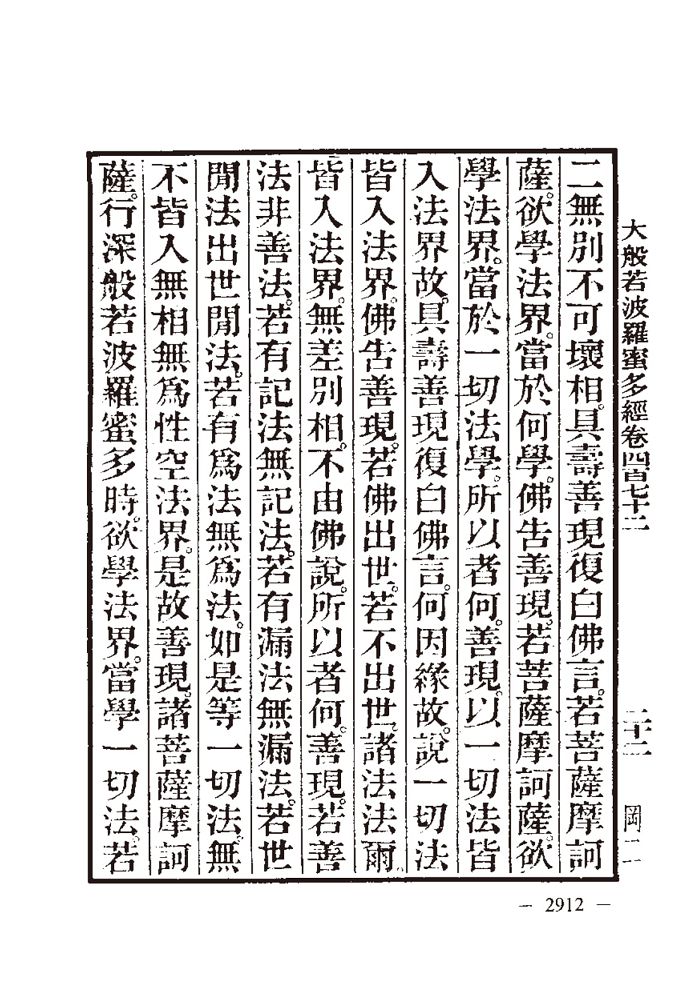 大般若波羅蜜多經卷四百七十二 二十二 岡二
二無別不可壞相。具壽善現復白佛言。若菩薩摩訶
薩。欲學法界。當於何學。佛告善現。若菩薩摩訶薩。欲
學法界。當於一切法學。所以者何。善現。以一切法皆
入法界故。具壽善現復白佛言。何因緣故。說一切法
皆入法界。佛告善現。若佛出世。若不出世。諸法法爾
皆入法界。無差別相。不由佛說。所以者何。善現。若善
法非善法。若有記法無記法。若有漏法無漏法。若世
閒法出世閒法。若有爲法無爲法。如是等一切法。無
不皆入無相無爲性空法界。是故善現。諸菩薩摩訶
薩。行深般若波羅蜜多時。欲學法界。當學一切法。若
— 2912 —